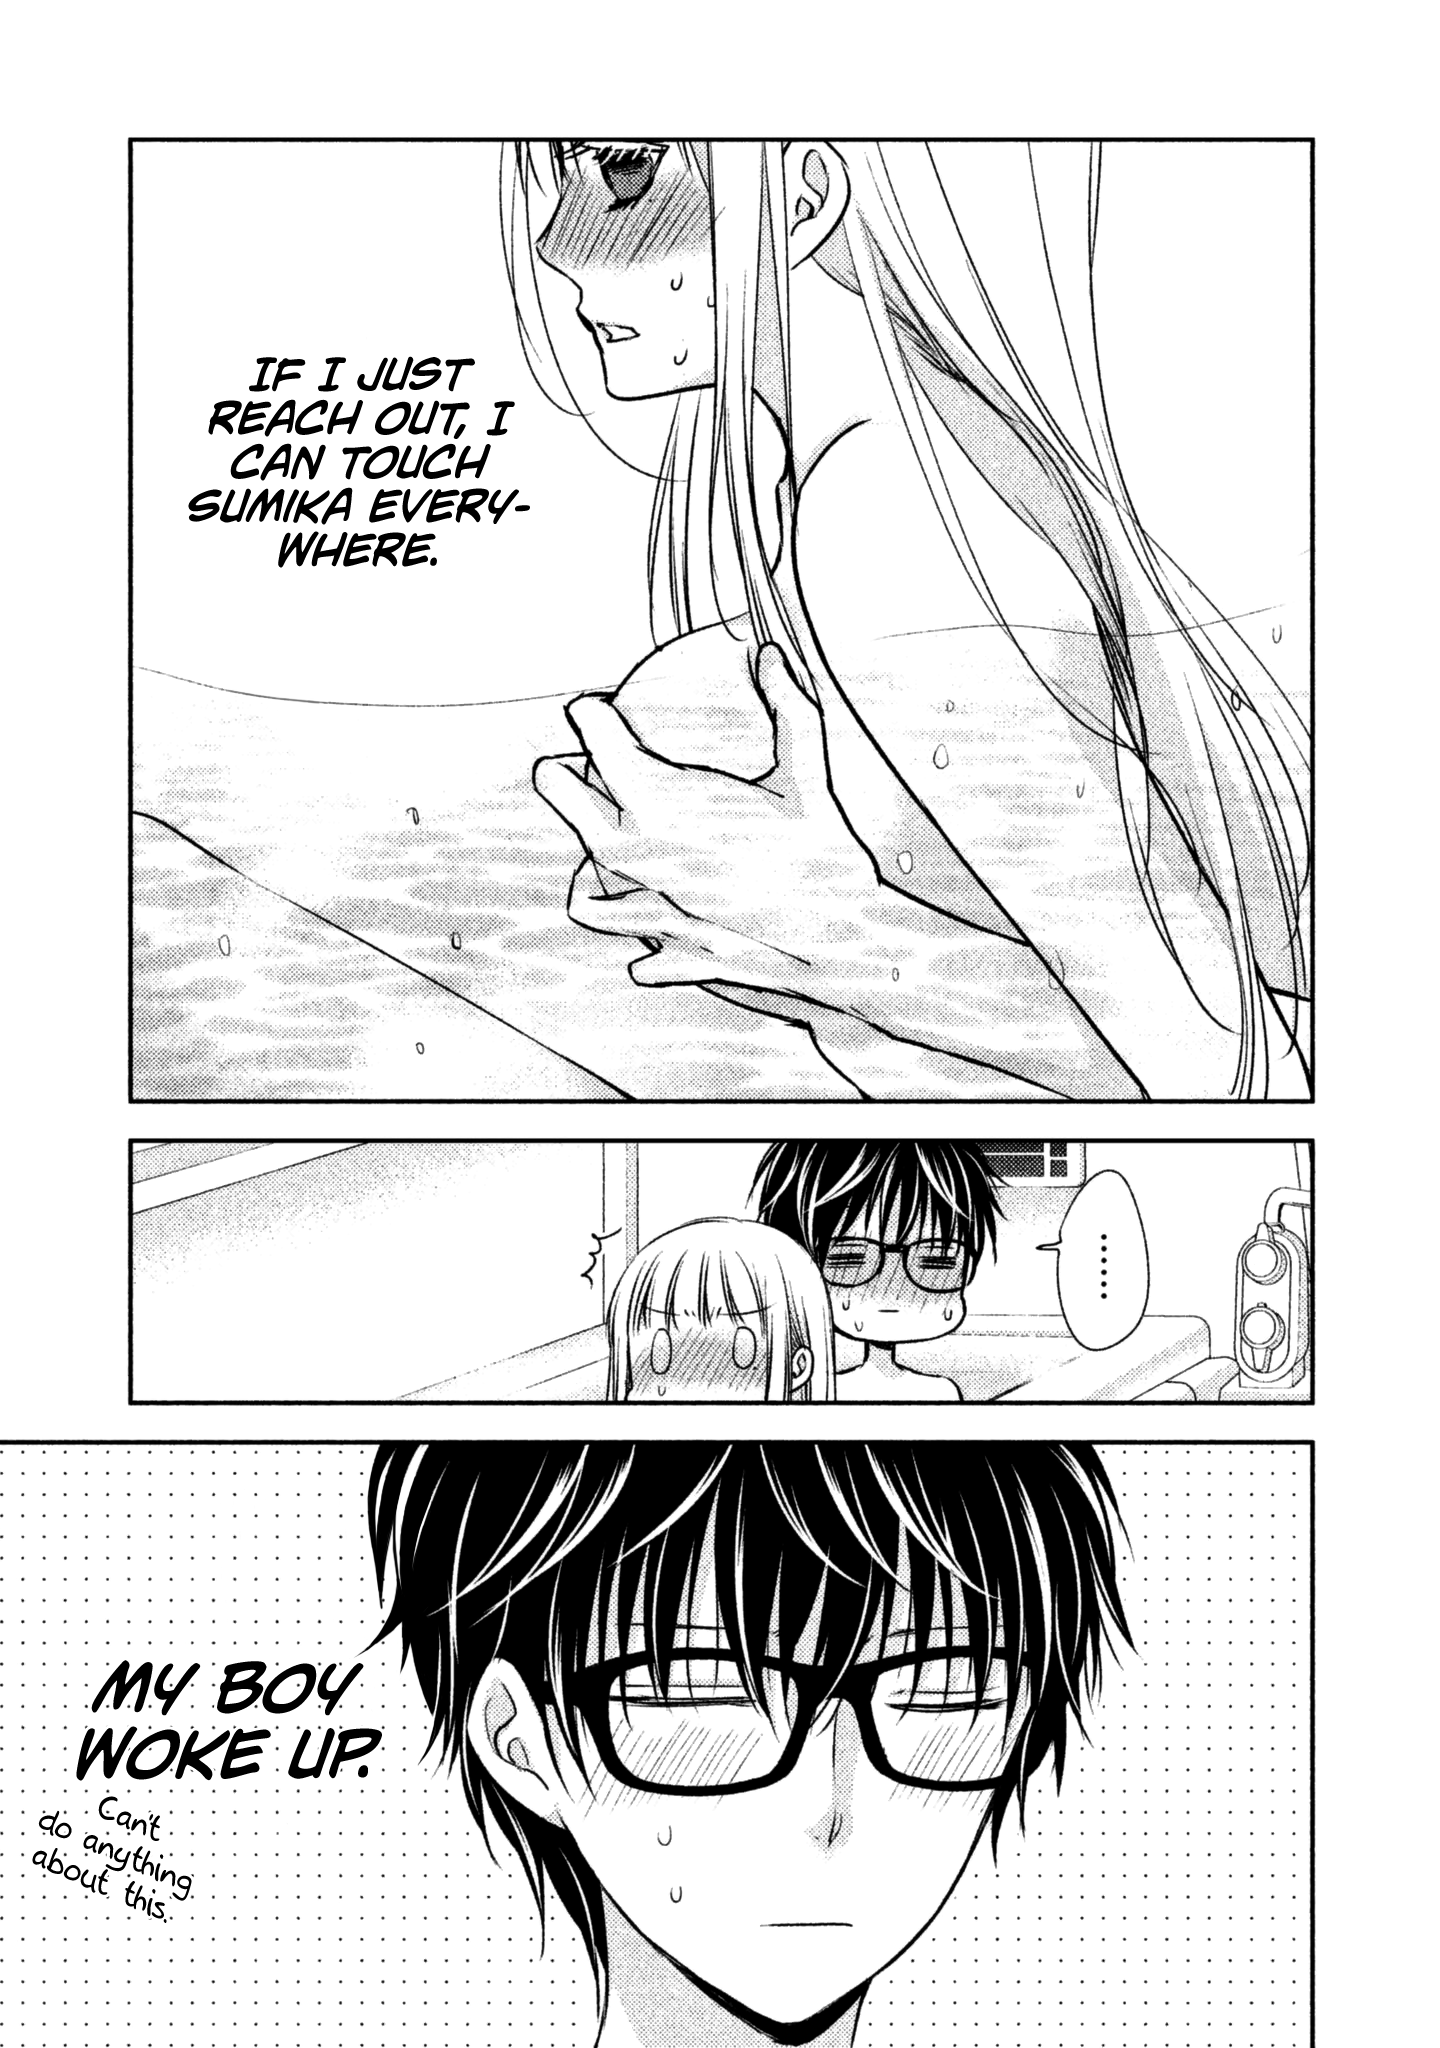 IF I JUST
REACH OUT, I
CAN TOUCH
SUMIKA EVERY-
WHERE.
........
MY BOY
WOKE UP.
Can't
do anything
about this.